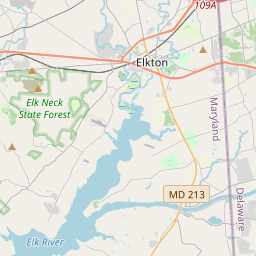 109A
Elkton
Elk Neck
State Forest
Maryland
MD 213
Delaware
Elk River